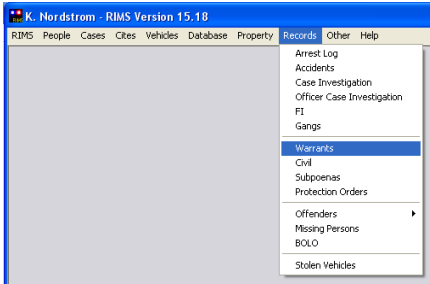 K. Nordstrom - RIMS Version 15.18
RIMS People Cases Cites Vehicles Database Property Records Other Help
Arrest Log
Accidents
Case Investigation
Officer Case Investigation
FI
Gangs
Warrants
Civil
Subpoenas
Protection Orders
Offenders
Missing Persons
BOLO
Stolen Vehicles